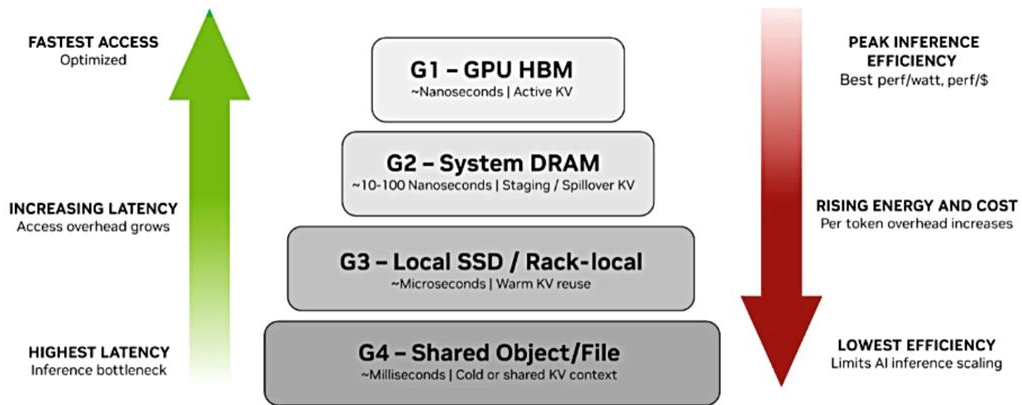 FASTEST ACCESS
Optimized
INCREASING LATENCY
Access overhead grows
HIGHEST LATENCY
Inference bottleneck
G1 – GPU HBM
~Nanoseconds | Active KV
G2 – System DRAM
~10-100 Nanoseconds | Staging / Spillover KV
G3 – Local SSD / Rack-local
~Microseconds | Warm KV reuse
G4 – Shared Object/File
~Milliseconds | Cold or shared KV context
PEAK INFERENCE
EFFICIENCY
Best perf/watt, perf/$
RISING ENERGY AND COST
Per token overhead increases
LOWEST EFFICIENCY
Limits AI inference scaling